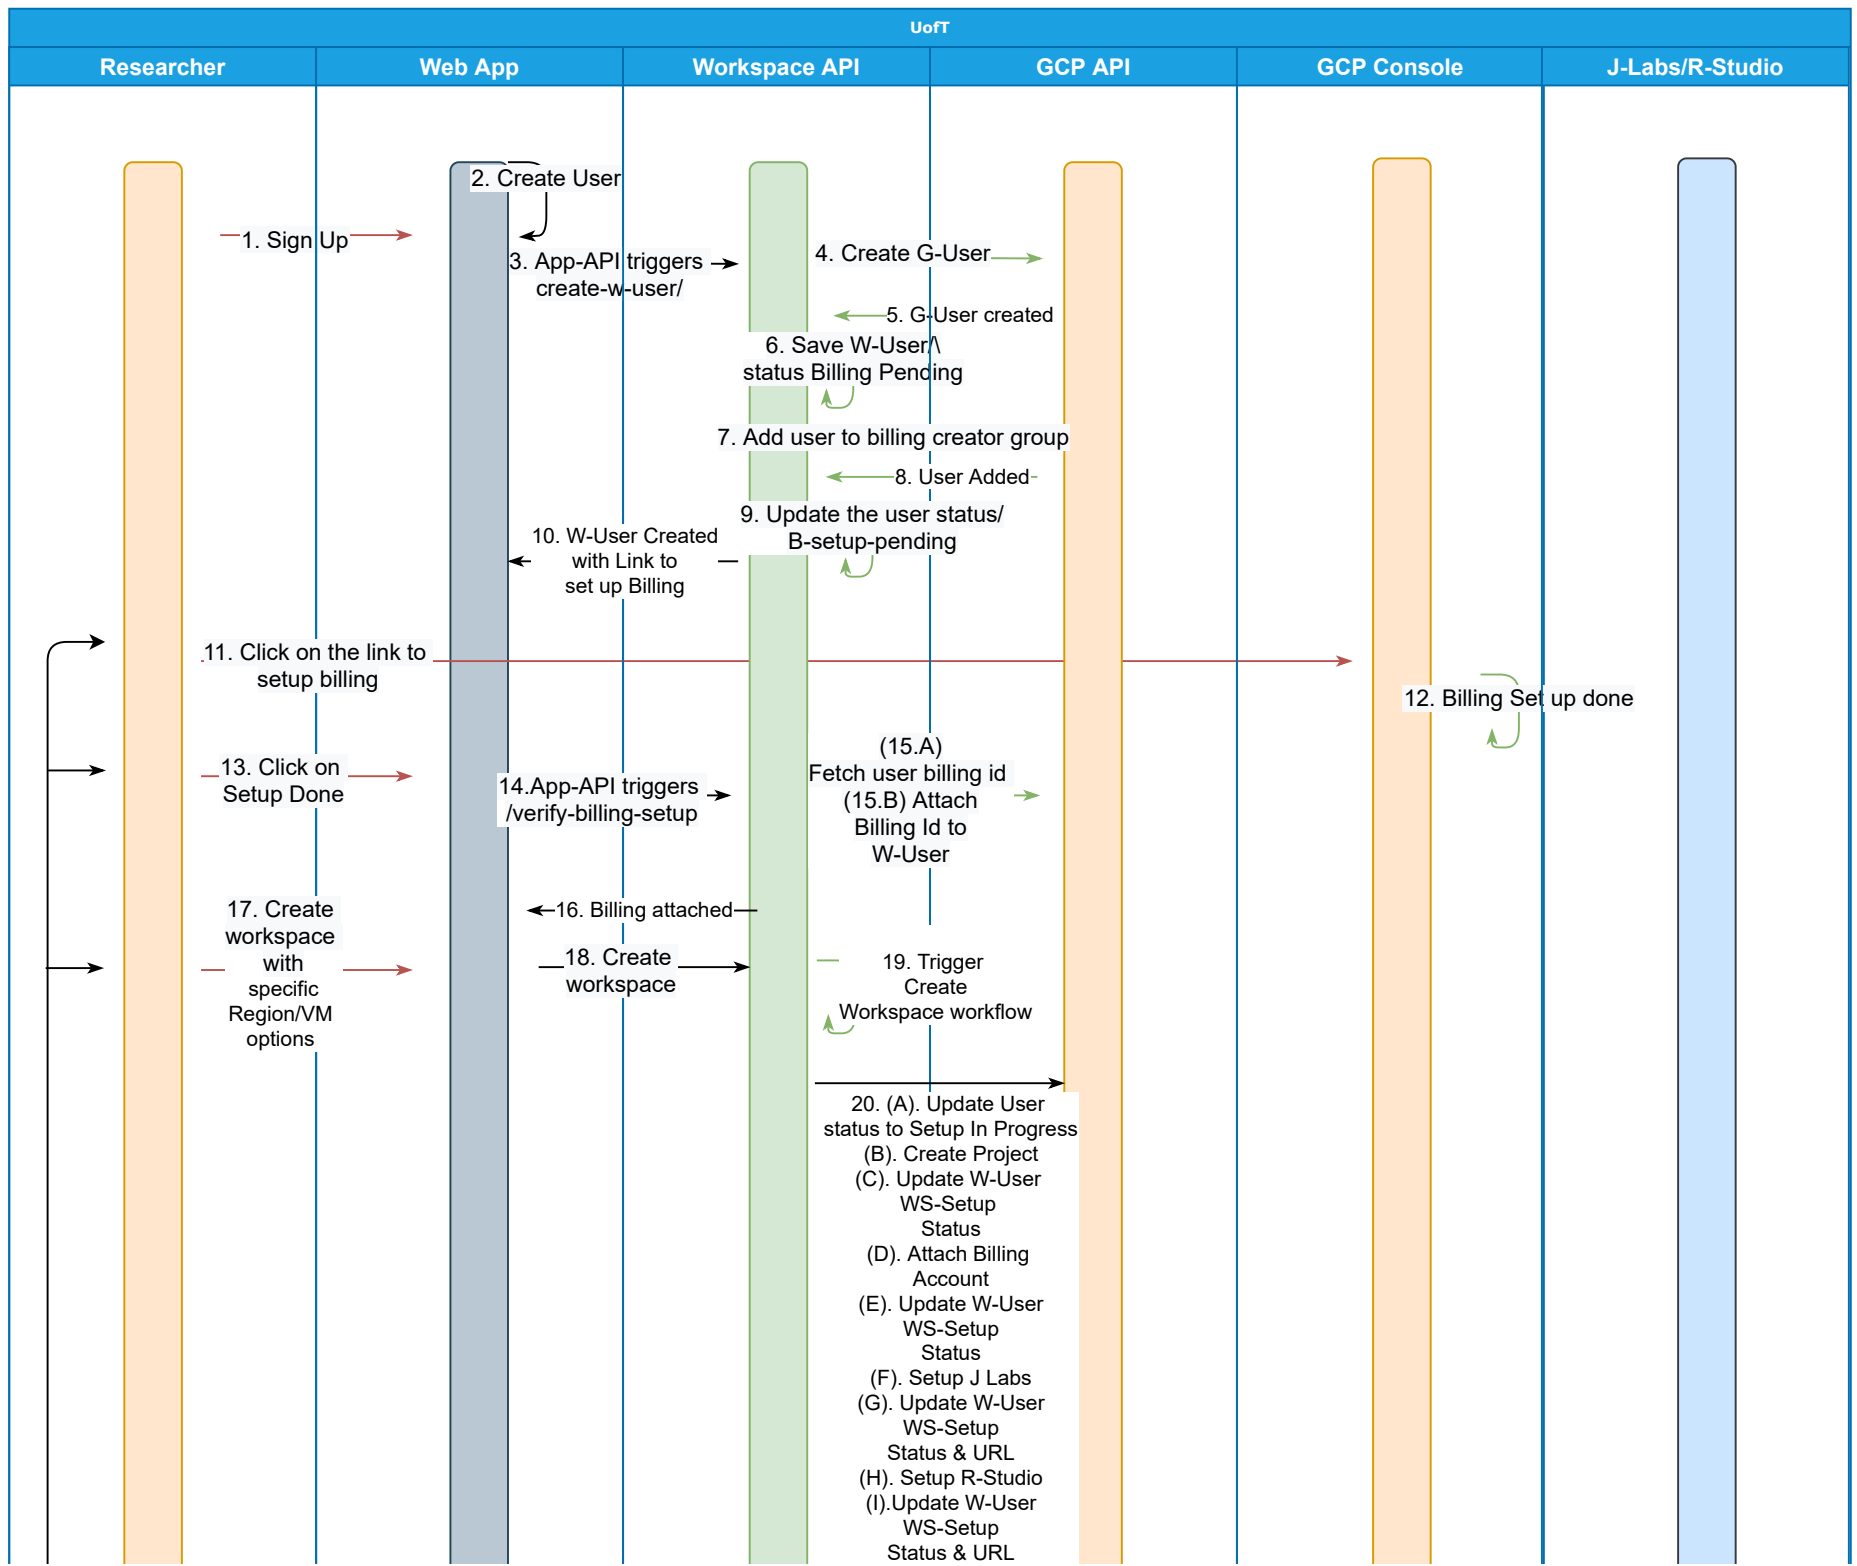 UofT
Researcher
Web App
Workspace API
GCP API
GCP Console
J-Labs/R-Studio
2. Create User
1. Sign Up
3. App-API triggers
create-w-user/
4. Create G-User
5. G-User created
6. Save W-User/\
status Billing Pending
7. Add user to billing creator group
8. User Added
9. Update the user status/
B-setup-pending
10. W-User Created
with Link to
set up Billing
11. Click on the link to
setup billing
12. Billing Set up done
13. Click on
Setup Done
14.App-API triggers
/verify-billing-setup
(15.A)
Fetch user billing id
(15.B) Attach
Billing Id to
W-User
16. Billing attached
17. Create
workspace
with
specific
Region/VM
options
18. Create
workspace
19. Trigger
Create
Workspace workflow
20. (A). Update User
status to Setup In Progress
(B). Create Project
(C). Update W-User
WS-Setup
Status
(D). Attach Billing
Account
(E). Update W-User
WS-Setup
Status
(F). Setup J Labs
(G). Update W-User
WS-Setup
Status & URL
(H). Setup R-Studio
(I).Update W-User
WS-Setup
Status & URL